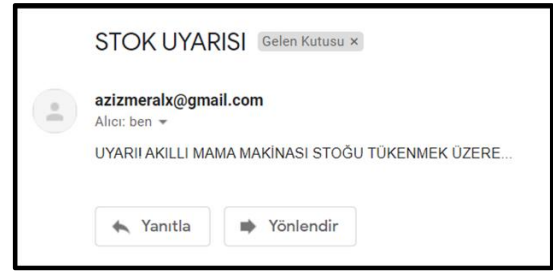 STOK UYARISI Gelen Kutusu ×
azizmeralx@gmail.com
Alıcı: ben
UYARI! AKILLI MAMA MAKİNASI STOĞU TÜKENMEK ÜZERE...
Yanıtla Yönlendir